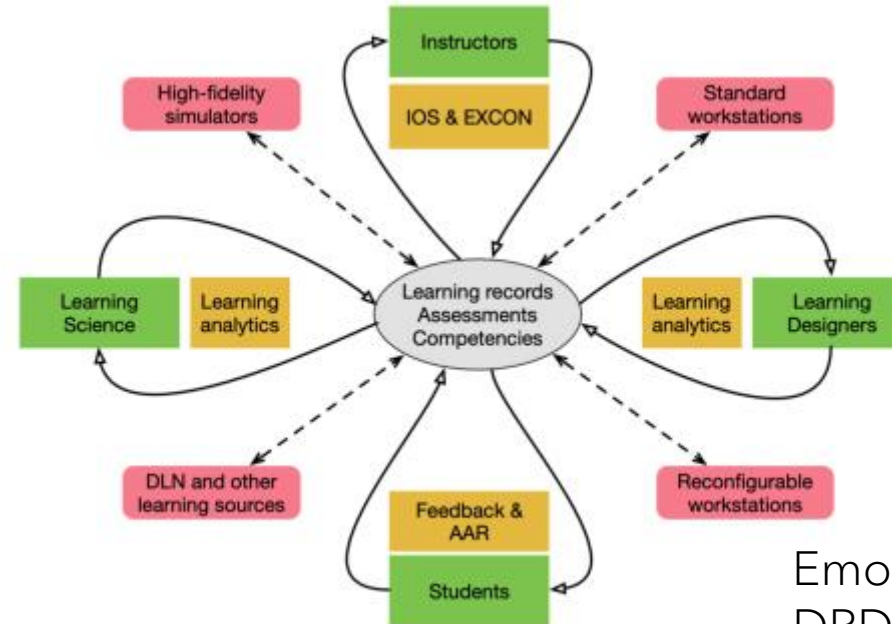 Instructors
IOS & EXCON
High-fidelity
simulators
Standard
workstations
Learning
Science
Learning
analytics
Learning records
Assessments
Competencies
Learning
analytics
Learning
Designers
DLN and other
learning sources
Reconfigurable
workstations
Feedback &
AAR
Students